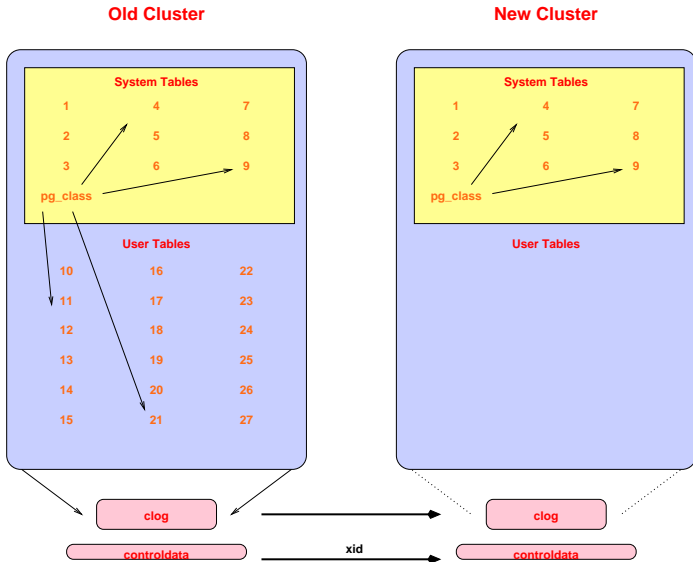 Old Cluster
New Cluster
System Tables
1 4 7
2 5 8
3 6 9
pg_class
User Tables
10 16 22
11 17 23
12 18 24
13 19 25
14 20 26
15 21 27
clog
controldata
System Tables
1 4 7
2 5 8
3 6 9
pg_class
User Tables
clog
xid
controldata